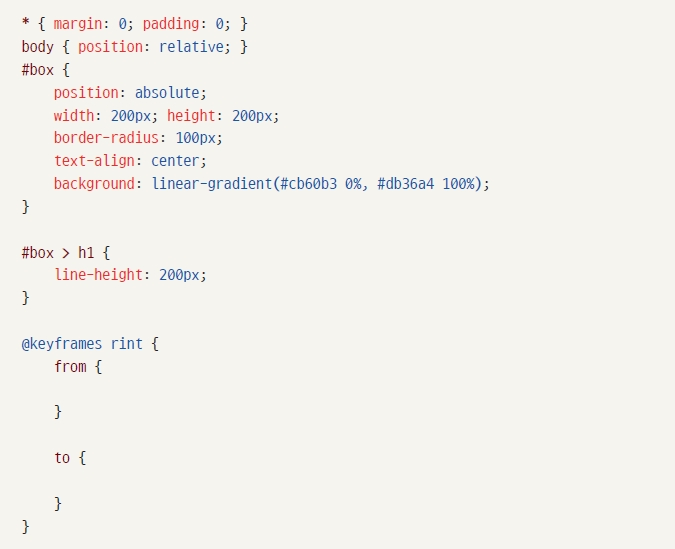 * { margin: 0; padding: 0; }
body { position: relative; }
#box {
    position: absolute;
    width: 200px; height: 200px;
    border-radius: 100px;
    text-align: center;
    background: linear-gradient(#cb60b3 0%, #db36a4 100%);
}

#box > h1 {
    line-height: 200px;
}

@keyframes rint {
    from {

    }

    to {

    }
}